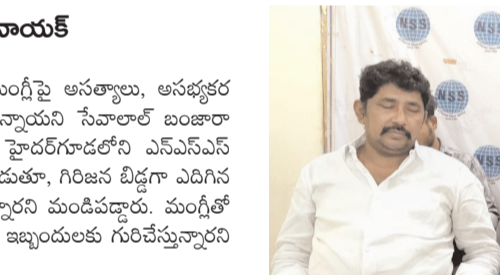 నాయక్
మంగ్లీపై అసత్యాలు, అసభ్యకర
న్నాయని సేవాలాల్ బంజారా
హైదర్‌గూడలోని ఎన్ఎస్ఎస్
డుతూ, గిరిజన బిడ్డగా ఎదిగిన
న్నారని మండిపడ్డారు. మంగ్లీతో
ఇబ్బందులకు గురిచేస్తున్నారని
NSS
NSS
NSS